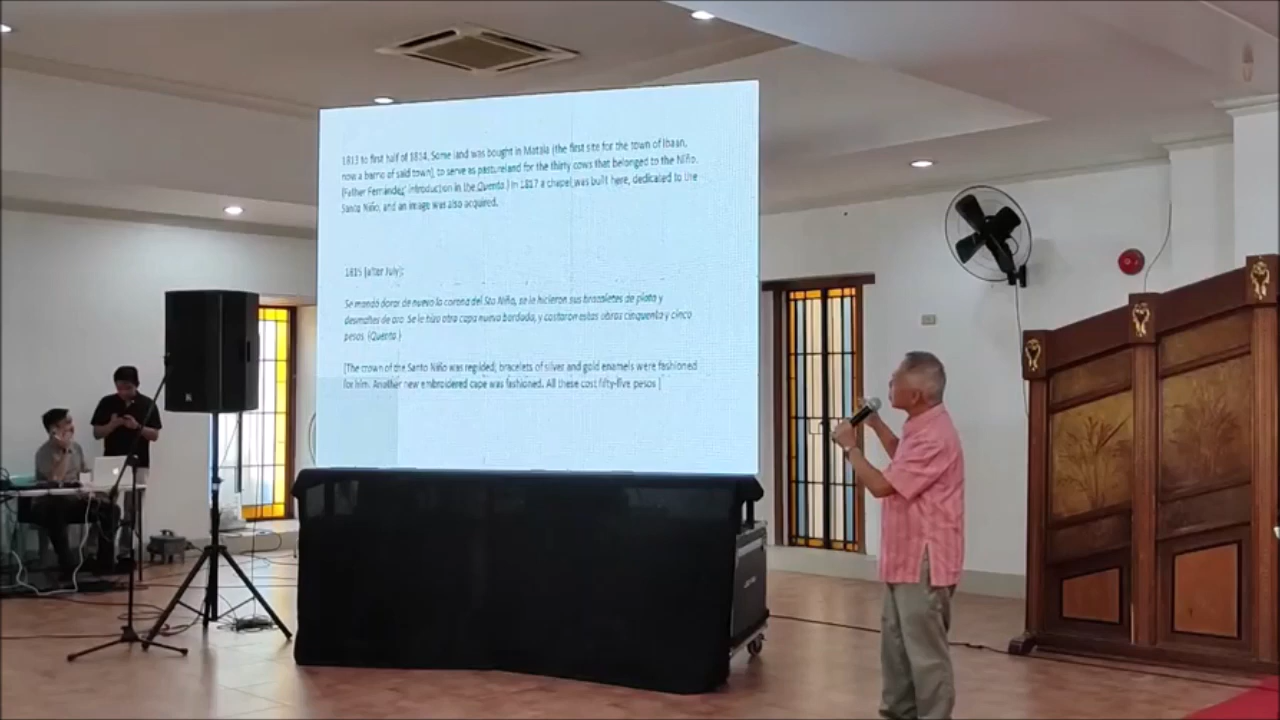 1813 to first half of 1814. Some land was bought in Matala (the first site for the town of Ibaan,
now a barrio of said town), to serve as pastureland for the thirty cows that belonged to the Niño.
(Father Fernandez' introduction in the Quenta.) In 1817 a chapel was built here, dedicated to the
Santo Niño, and an image was also acquired.
1815 (after July):
Se mandó dorar de nuevo la corona del Sto Niño, se le hicieron sus brasaletes de plata y
desmaltes de oro. Se le hizo otra capa nueva bordada, y costaron estas obras cinquenta y cinco
pesos. (Quenta.)
[The crown of the Santo Niño was regilded; bracelets of silver and gold enamels were fashioned
for him. Another new embroidered cape was fashioned. All these cost fifty-five pesos.]